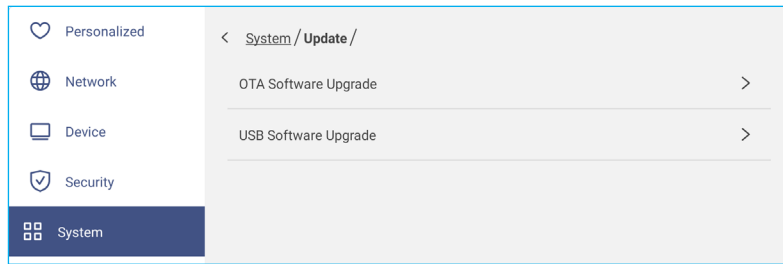 Personalized
Network
Device
Security
System
< System / Update /
OTA Software Upgrade >
USB Software Upgrade >